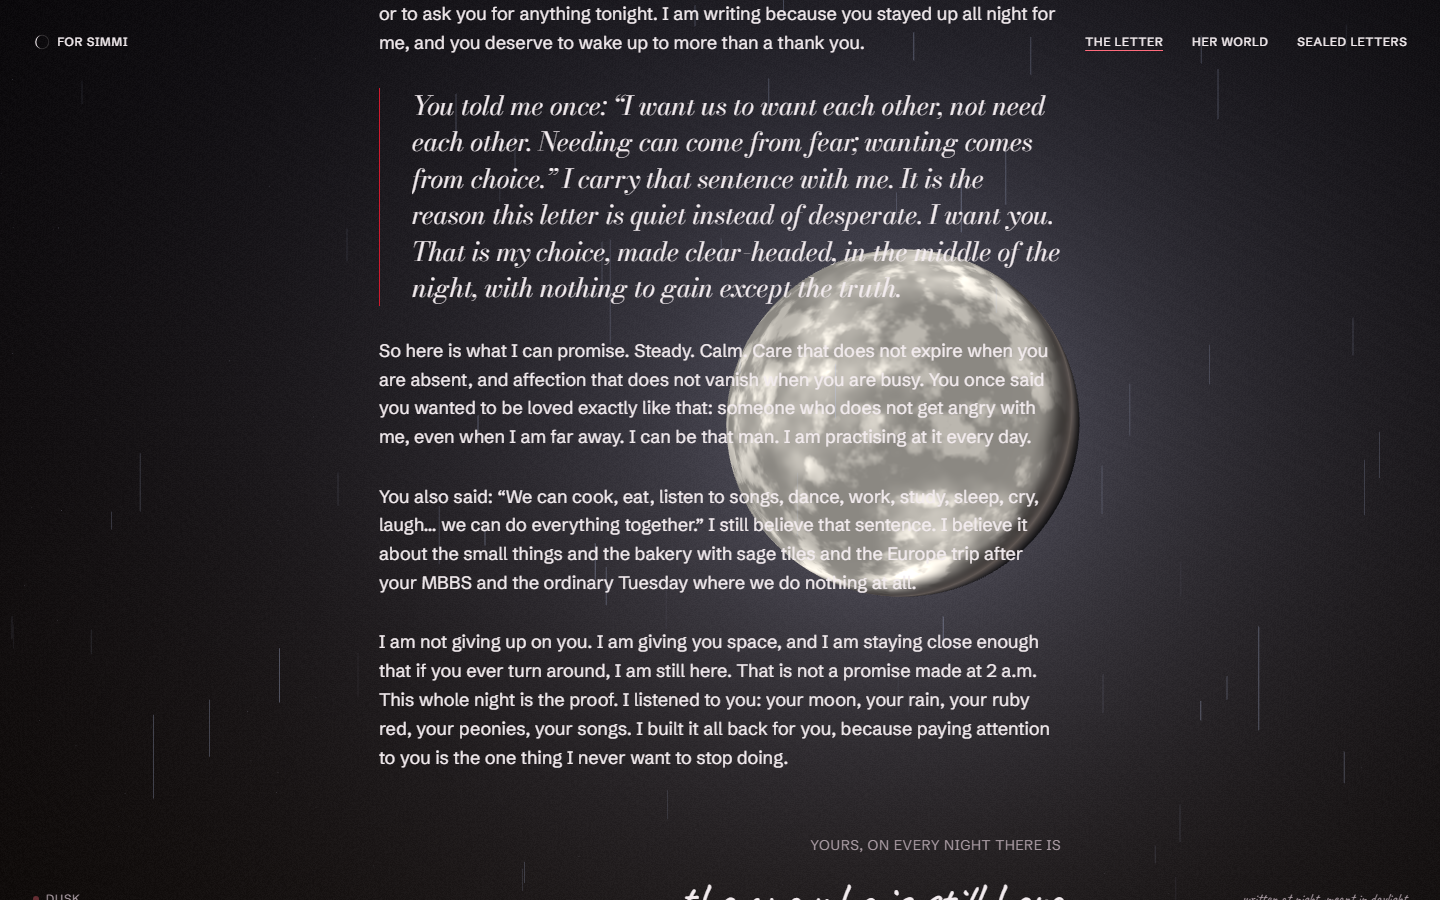 or to ask you for anything tonight. I am writing because you stayed up all night for
FOR SIMMI
THE LETTER
HER WORLD
SEALED LETTERS
me, and you deserve to wake up to more than a thank you.
You told me once: “I want us to want each other, not need
each other. Needing can come from fear; wanting comes
from choice.” I carry that sentence with me. It is the
reason this letter is quiet instead of desperate. I want you.
That is my choice, made clear-headed, in the middle of the
night, with nothing to gain except the truth.
So here is what I can promise. Steady. Calm. Care that does not expire when you
are absent, and affection that does not vanish when you are busy. You once said
you wanted to be loved exactly like that: someone who does not get angry with
me, even when I am far away. I can be that man. I am practising at it every day.
You also said: “We can cook, eat, listen to songs, dance, work, study, sleep, cry,
laugh... we can do everything together.” I still believe that sentence. I believe it
about the small things and the bakery with sage tiles and the Europe trip after
your MBBS and the ordinary Tuesday where we do nothing at all.
I am not giving up on you. I am giving you space, and I am staying close enough
that if you ever turn around, I am still here. That is not a promise made at 2 a.m.
This whole night is the proof. I listened to you: your moon, your rain, your ruby
red, your peonies, your songs. I built it all back for you, because paying attention
to you is the one thing I never want to stop doing.
YOURS, ON EVERY NIGHT THERE IS
the one who is still here
DUSK
written at night, meant in daylight